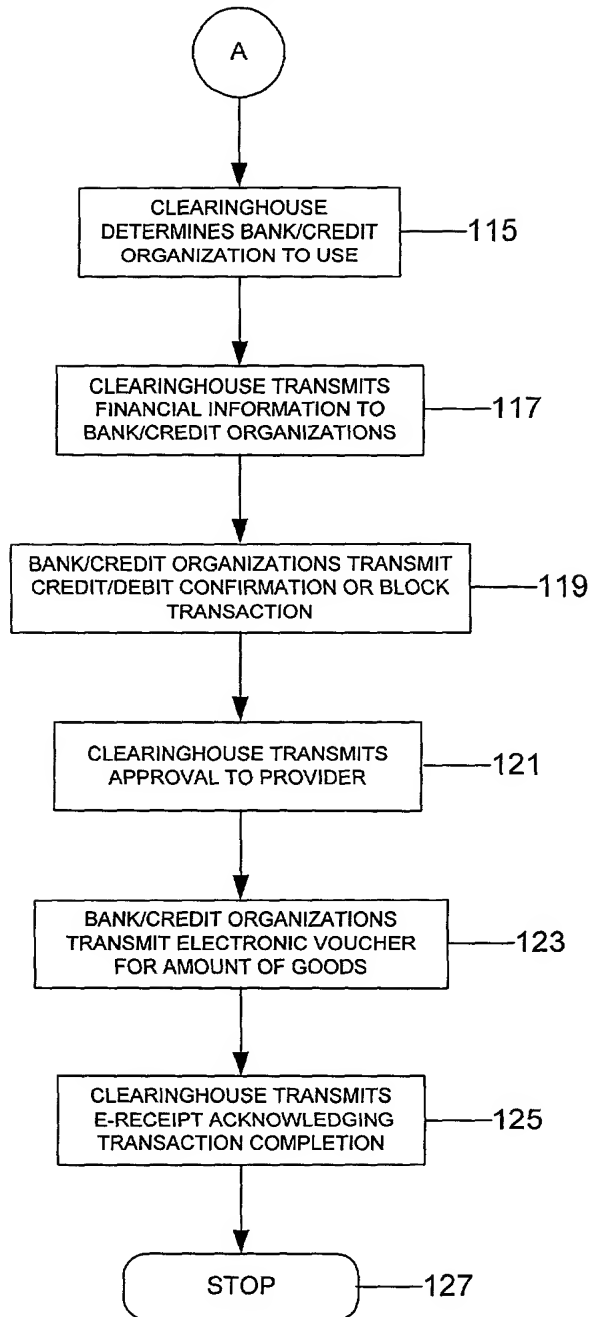 A
CLEARINGHOUSE
DETERMINES BANK/CREDIT
ORGANIZATION TO USE
115
CLEARINGHOUSE TRANSMITS
FINANCIAL INFORMATION TO
BANK/CREDIT ORGANIZATIONS
117
BANK/CREDIT ORGANIZATIONS TRANSMIT
CREDIT/DEBIT CONFIRMATION OR BLOCK
TRANSACTION
119
CLEARINGHOUSE TRANSMITS
APPROVAL TO PROVIDER
121
BANK/CREDIT ORGANIZATIONS
TRANSMIT ELECTRONIC VOUCHER
FOR AMOUNT OF GOODS
123
CLEARINGHOUSE TRANSMITS
E-RECEIPT ACKNOWLEDGING
TRANSACTION COMPLETION
125
STOP
127